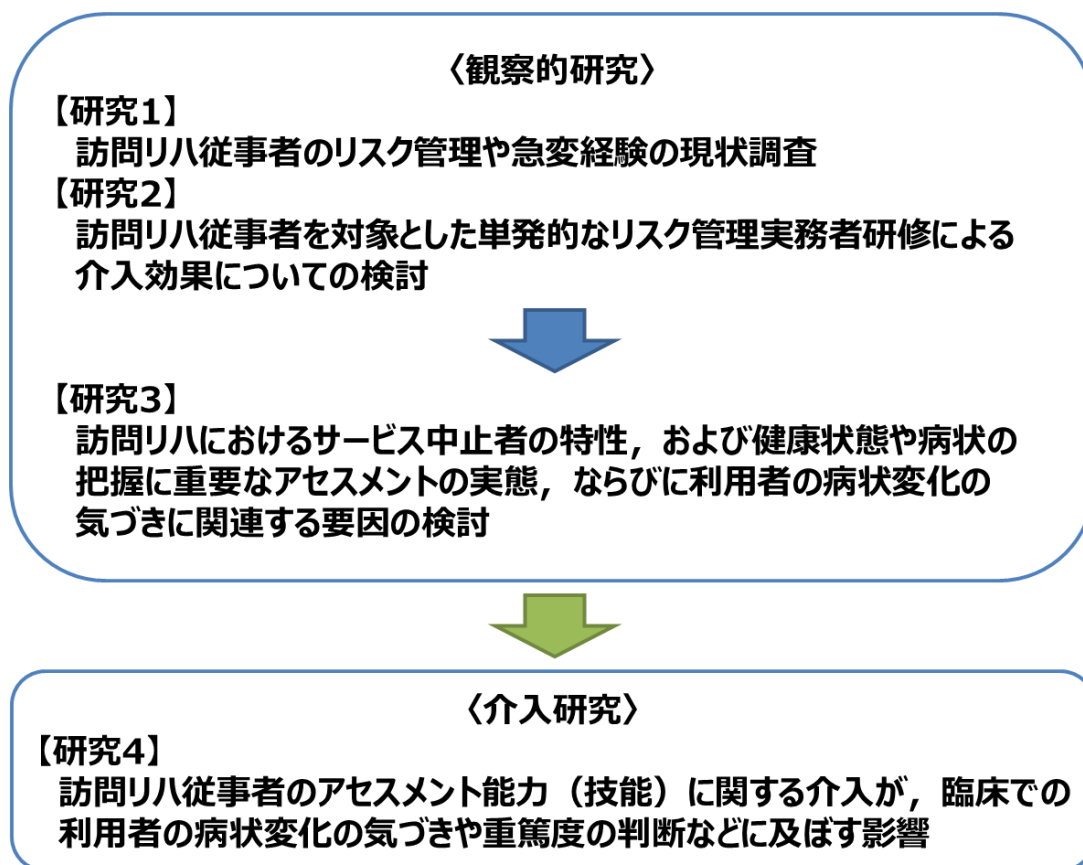 〈観察的研究〉
【研究1】
訪問リハ従事者のリスク管理や急変経験の現状調査
【研究2】
訪問リハ従事者を対象とした単発的なリスク管理実務者研修による
介入効果についての検討
【研究3】
訪問リハにおけるサービス中止者の特性，および健康状態や病状の
把握に重要なアセスメントの実態，ならびに利用者の病状変化の
気づきに関連する要因の検討
〈介入研究〉
【研究4】
訪問リハ従事者のアセスメント能力（技能）に関する介入が，臨床での
利用者の病状変化の気づきや重篤度の判断などに及ぼす影響